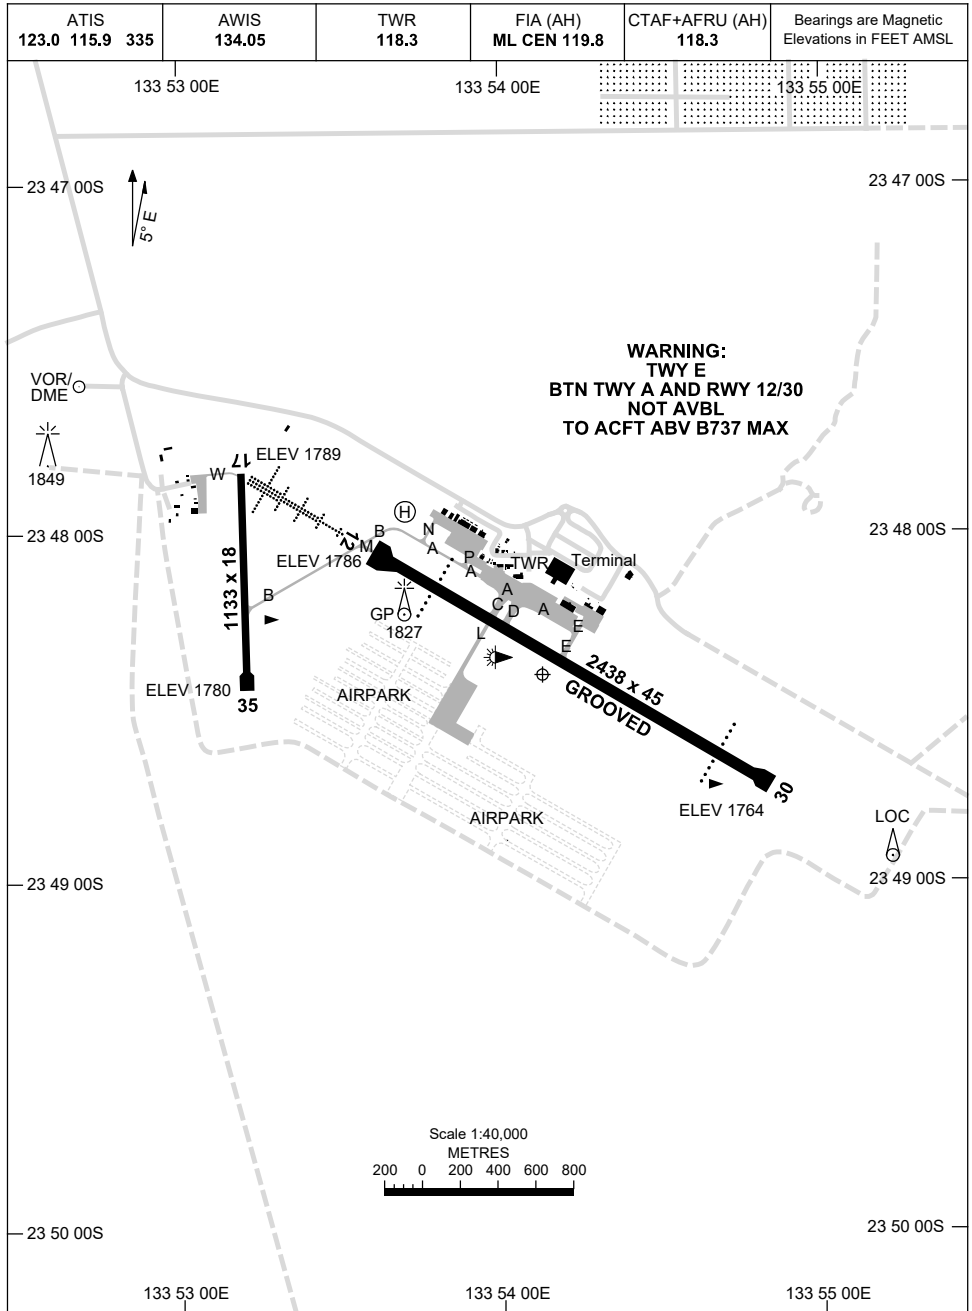 ATIS
123.0 115.9 335
AWIS
134.05
TWR
118.3
FIA (AH)
ML CEN 119.8
CTAF+AFRU (AH)
118.3
Bearings are Magnetic
Elevations in FEET AMSL
133 53 00E
133 54 00E
133 55 00E
23 47 00S
23 47 00S
5° E
WARNING:
TWY E
BTN TWY A AND RWY 12/30
NOT AVBL
TO ACFT ABV B737 MAX
VOR/
DME
1849
W
17
ELEV 1789
23 48 00S
23 48 00S
H
B
N
A
12
M
ELEV 1786
P
A
TWR
Terminal
A
C
D
A
E
E
L
B
1133 x 18
GP
1827
ELEV 1780
35
AIRPARK
2438 x 45
GROOVED
30
ELEV 1764
AIRPARK
LOC
23 49 00S
23 49 00S
Scale 1:40,000
METRES
200 0 200 400 600 800
23 50 00S
23 50 00S
133 53 00E
133 54 00E
133 55 00E